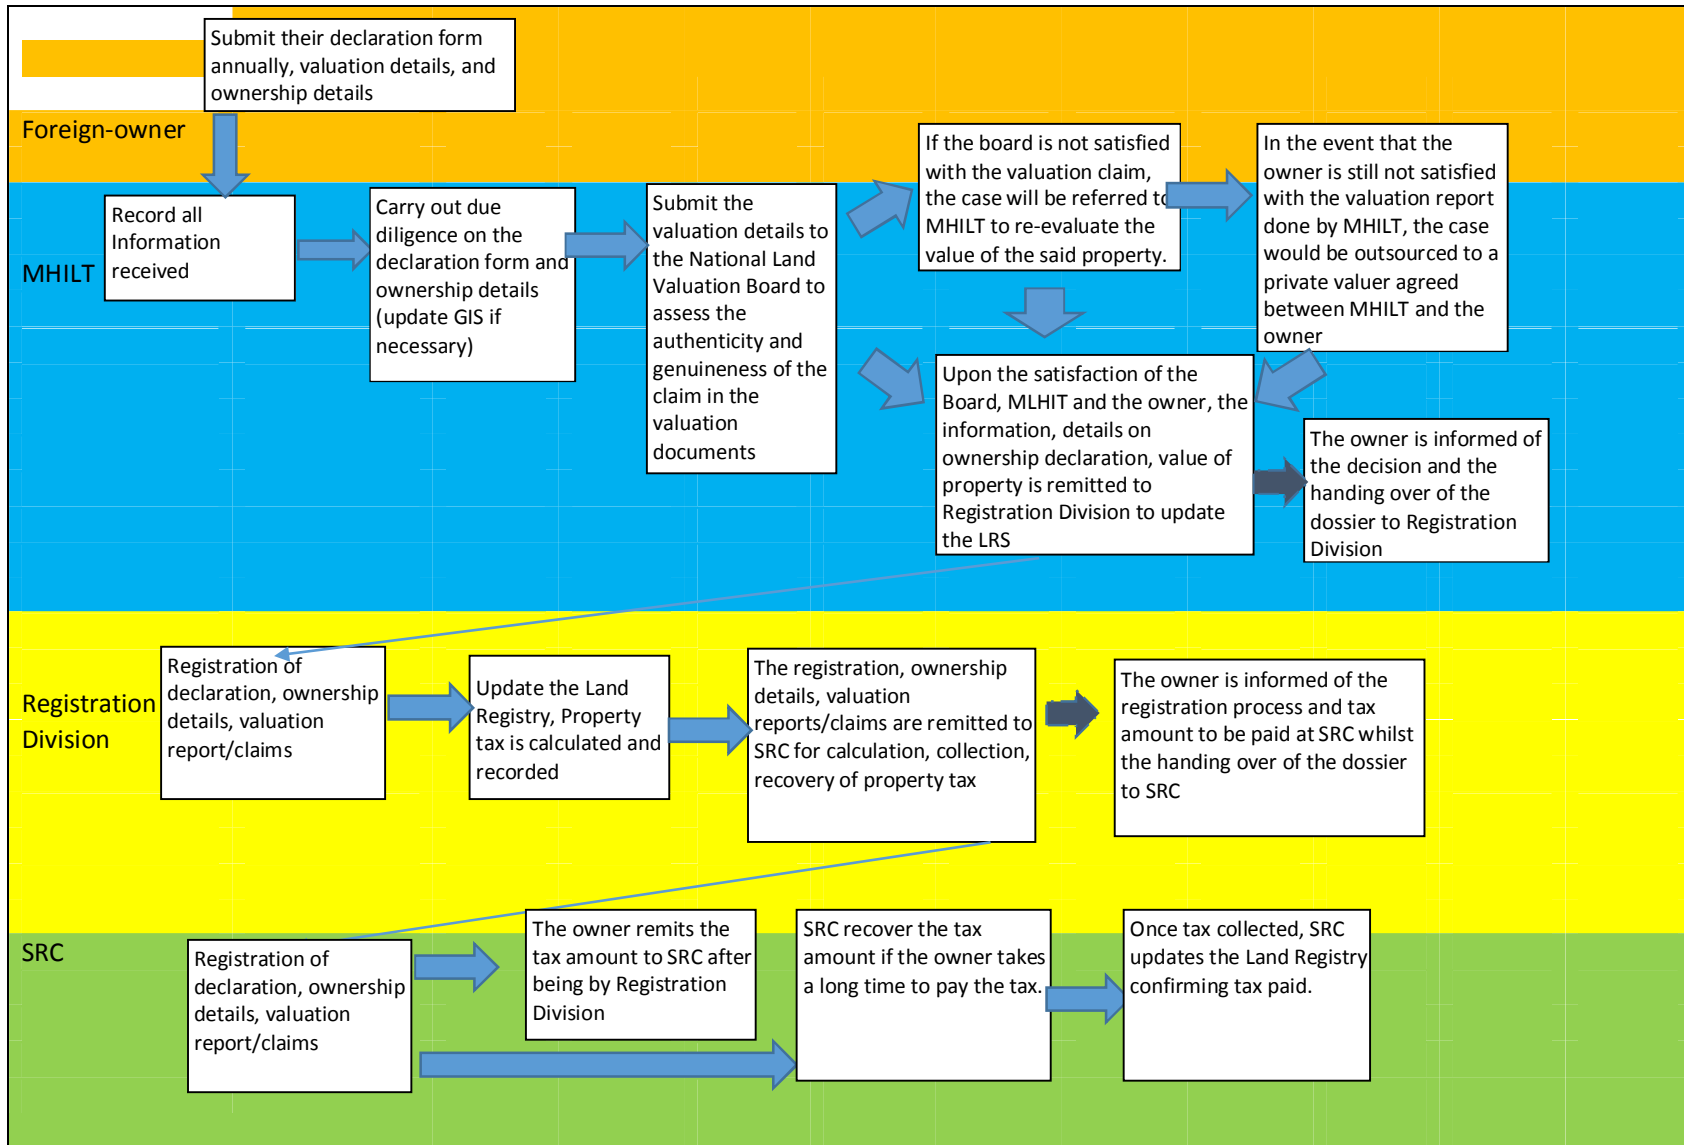 Submit their declaration form
annually, valuation details, and
ownership details
Foreign-owner
If the board is not satisfied
with the valuation claim,
the case will be referred to
MHILT to re-evaluate the
value of the said property.
In the event that the
owner is still not satisfied
with the valuation report
done by MHILT, the case
would be outsourced to a
private valuer agreed
between MHILT and the
owner
MHILT
Record all
Information
received
Carry out due
diligence on the
declaration form and
ownership details
(update GIS if
necessary)
Submit the
valuation details to
the National Land
Valuation Board to
assess the
authenticity and
genuineness of the
claim in the
valuation
documents
Upon the satisfaction of the
Board, MLHIT and the owner, the
information, details on
ownership declaration, value of
property is remitted to
Registration Division to update
the LRS
The owner is informed of
the decision and the
handing over of the
dossier to Registration
Division
Registration
Division
Registration of
declaration, ownership
details, valuation
report/claims
Update the Land
Registry, Property
tax is calculated and
recorded
The registration, ownership
details, valuation
reports/claims are remitted to
SRC for calculation, collection,
recovery of property tax
The owner is informed of the
registration process and tax
amount to be paid at SRC whilst
the handing over of the dossier
to SRC
SRC
Registration of
declaration, ownership
details, valuation
report/claims
The owner remits the
tax amount to SRC after
being by Registration
Division
SRC recover the tax
amount if the owner takes
a long time to pay the tax.
Once tax collected, SRC
updates the Land Registry
confirming tax paid.